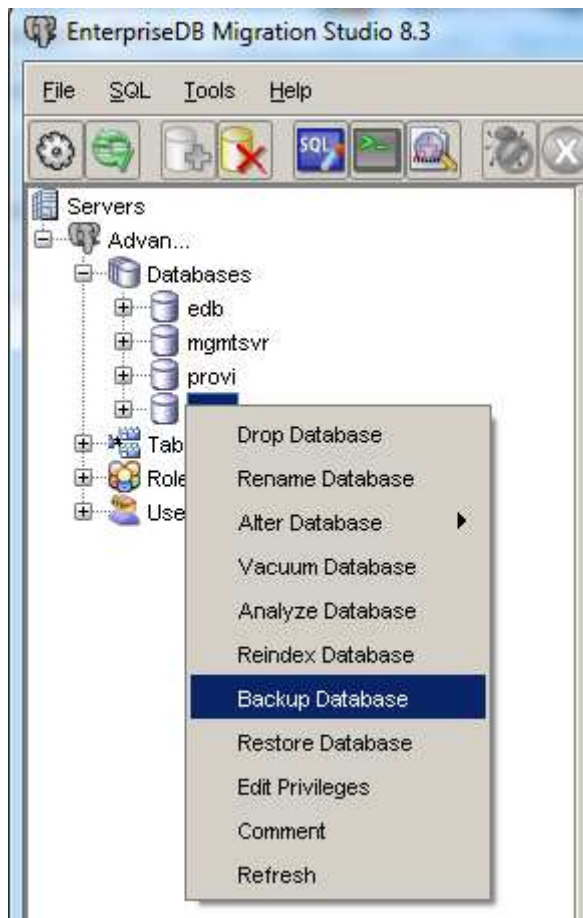 EnterpriseDB Migration Studio 8.3
File SQL Tools Help
SQL
Servers
Advan...
Databases
edb
mgmtsvr
provi
Tab
Role
Use
Drop Database
Rename Database
Alter Database
Vacuum Database
Analyze Database
Reindex Database
Backup Database
Restore Database
Edit Privileges
Comment
Refresh